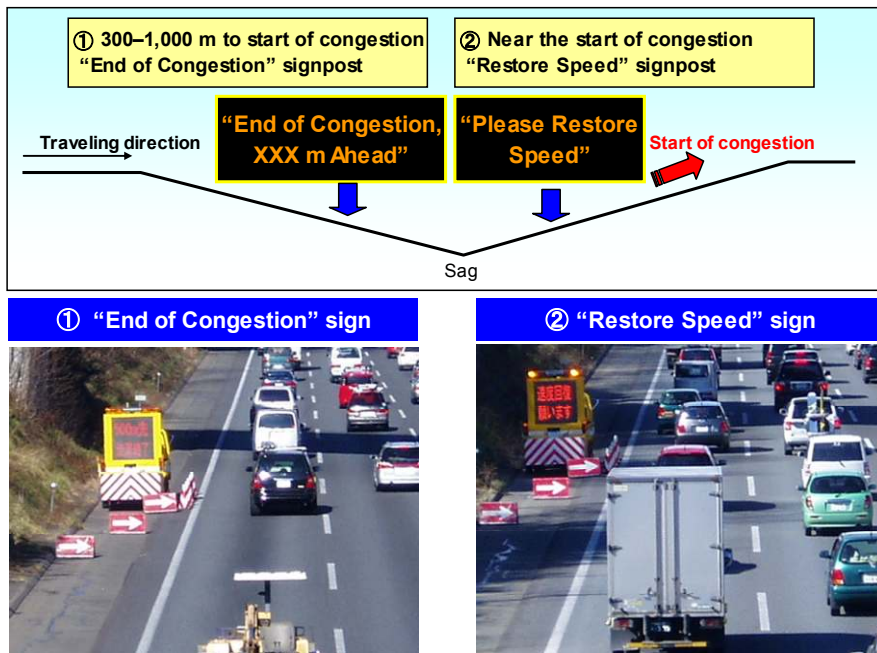 ① 300–1,000 m to start of congestion
"End of Congestion" signpost
② Near the start of congestion
"Restore Speed" signpost
Traveling direction
"End of Congestion,
XXX m Ahead"
"Please Restore
Speed"
Start of congestion
Sag
① "End of Congestion" sign
② "Restore Speed" sign
速度回復
願います